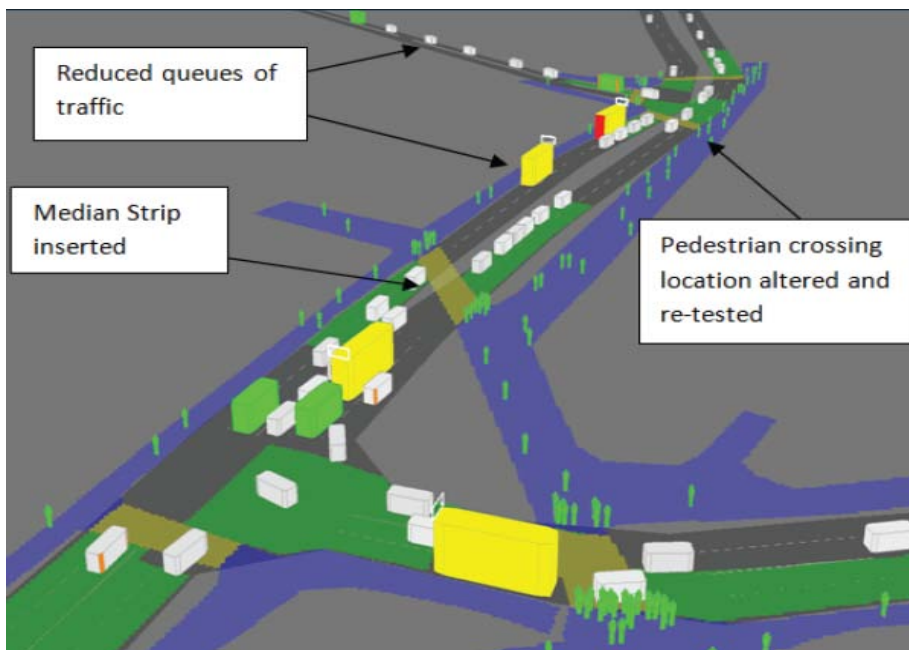 Reduced queues of
traffic
Median Strip
inserted
Pedestrian crossing
location altered and
re-tested